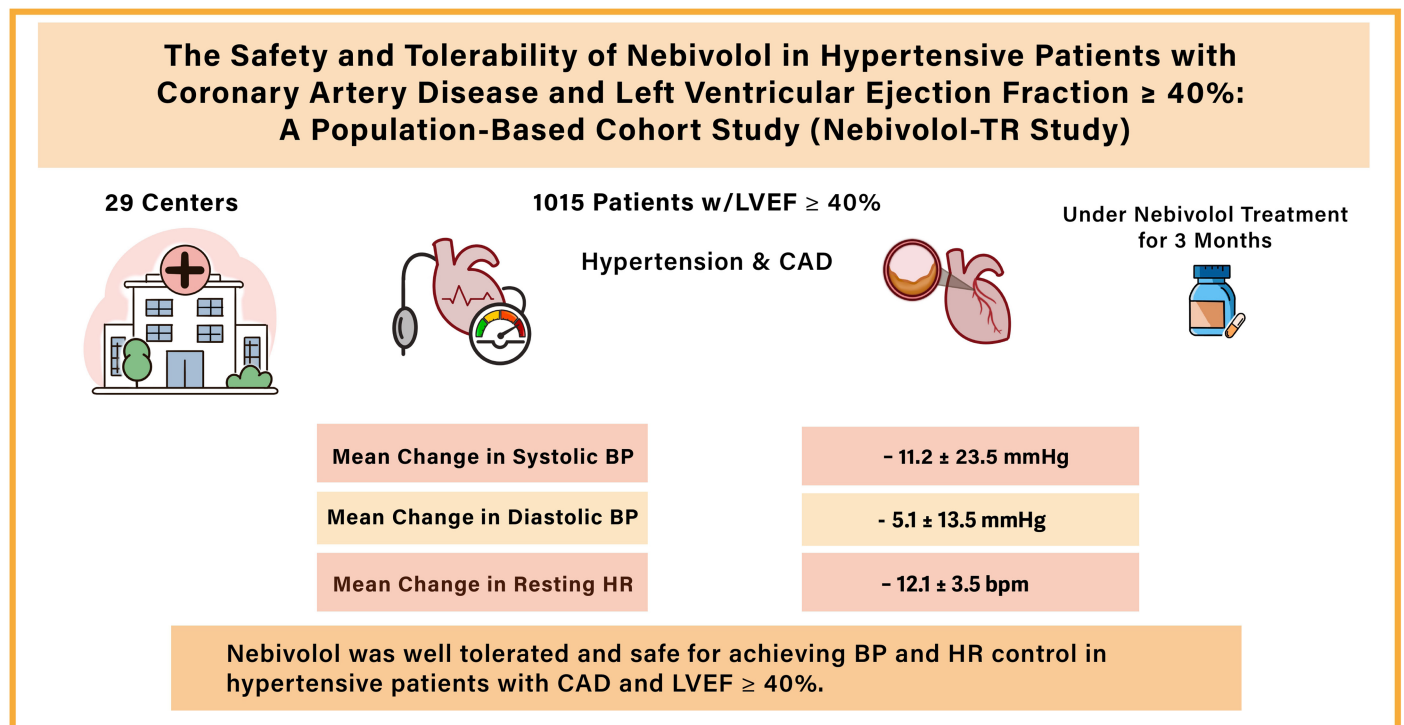 The Safety and Tolerability of Nebivolol in Hypertensive Patients with
Coronary Artery Disease and Left Ventricular Ejection Fraction ≥ 40%:
A Population-Based Cohort Study (Nebivolol-TR Study)
29 Centers
1015 Patients w/LVEF ≥ 40%
Hypertension & CAD
Under Nebivolol Treatment
for 3 Months
Mean Change in Systolic BP
– 11.2 ± 23.5 mmHg
Mean Change in Diastolic BP
- 5.1 ± 13.5 mmHg
Mean Change in Resting HR
– 12.1 ± 3.5 bpm
Nebivolol was well tolerated and safe for achieving BP and HR control in
hypertensive patients with CAD and LVEF ≥ 40%.